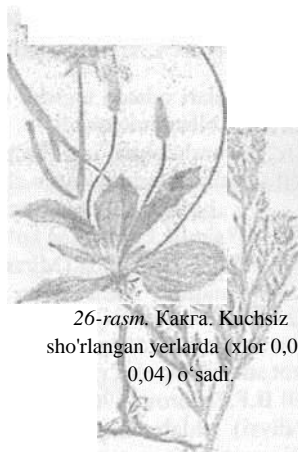 26-rasm. Какга. Kuchsiz
sho'rlangan yerlarda (xlor 0,0
0,04) o‘sadi.